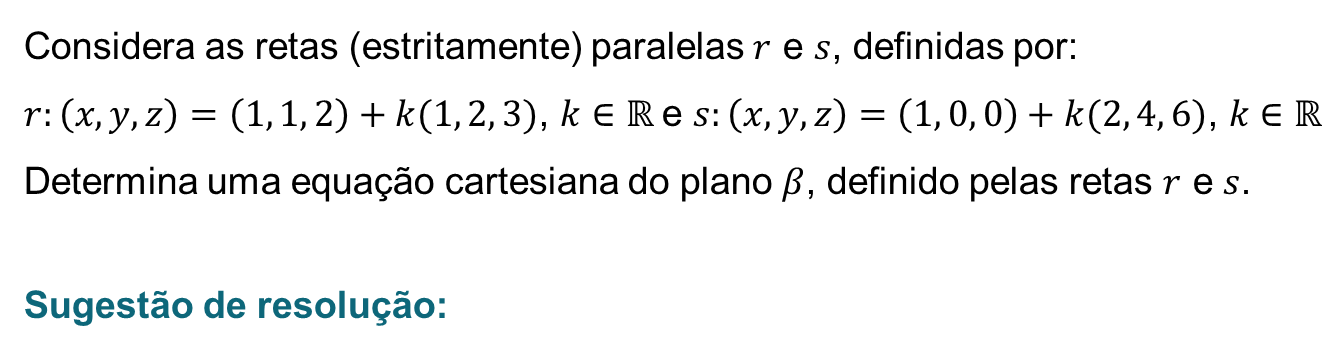 Considera as retas (estritamente) paralelas r e s, definidas por:
r: (x, y, z) = (1, 1, 2) + k(1, 2, 3), k ∈ ℝ e s: (x, y, z) = (1, 0, 0) + k(2, 4, 6), k ∈ ℝ
Determina uma equação cartesiana do plano β, definido pelas retas r e s.
Sugestão de resolução: